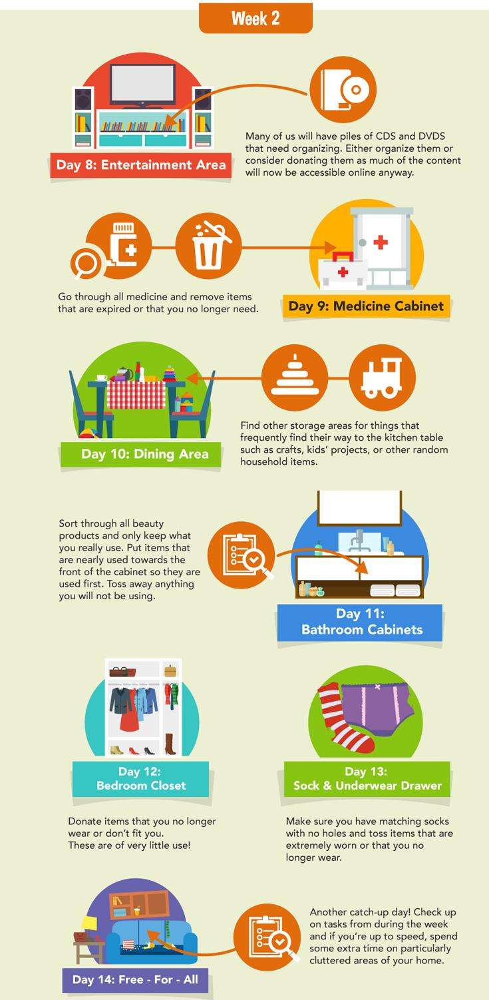 Week 2
Day 8: Entertainment Area
Many of us will have piles of CDS and DVDS
that need organizing. Either organize them or
consider donating them as much of the content
will now be accessible online anyway.
Go through all medicine and remove items
that are expired or that you no longer need.
Day 9: Medicine Cabinet
Day 10: Dining Area
Find other storage areas for things that
frequently find their way to the kitchen table
such as crafts, kids' projects, or other random
household items.
Sort through all beauty
products and only keep what
you really use. Put items that
are nearly used towards the
front of the cabinet so they are
used first. Toss away anything
you will not be using.
Day 11:
Bathroom Cabinets
Day 12:
Bedroom Closet
Donate items that you no longer
wear or don't fit you.
These are of very little use!
Day 13:
Sock & Underwear Drawer
Make sure you have matching socks
with no holes and toss items that are
extremely worn or that you no
longer wear.
Day 14: Free - For - All
Another catch-up day! Check up
on tasks from during the week
and if you're up to speed, spend
some extra time on particularly
cluttered areas of your home.